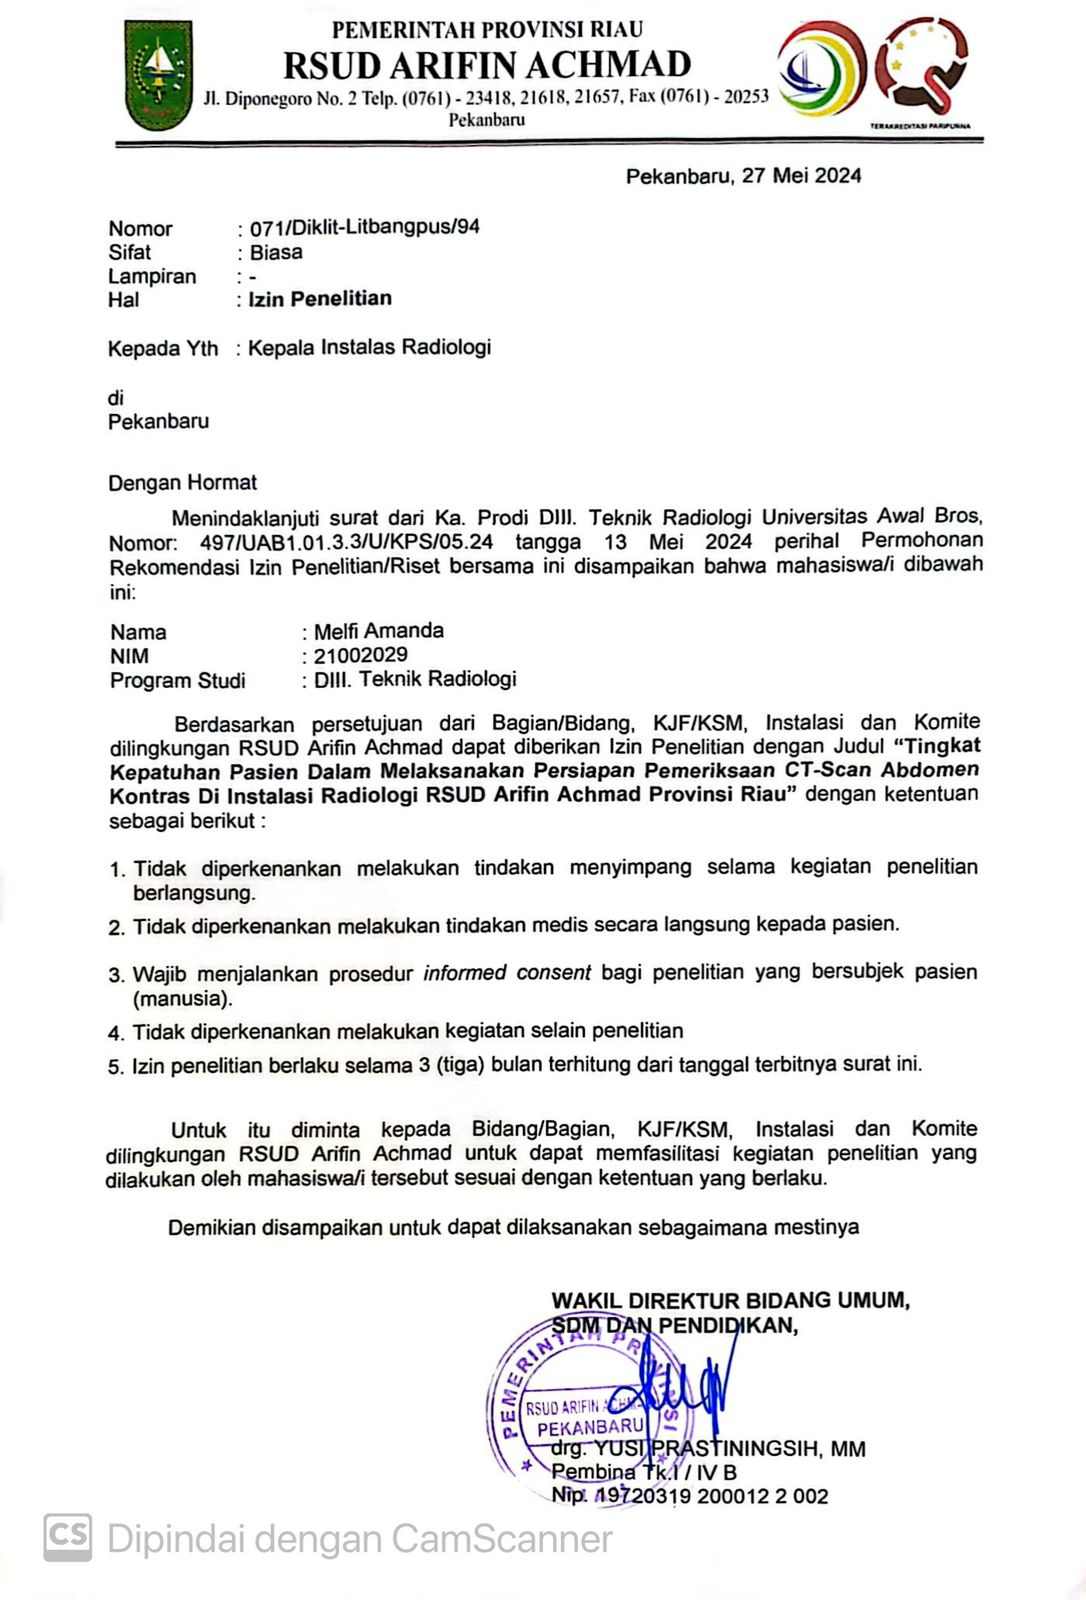 PEMERINTAH PROVINSI RIAU
RSUD ARIFIN ACHMAD
Jl. Diponegoro No. 2 Telp. (0761) - 23418, 21618, 21657, Fax (0761) - 20253
Pekanbaru
TERAKREDITASI PARIPURNA
Pekanbaru, 27 Mei 2024
Nomor : 071/Diklit-Litbangpus/94
Sifat : Biasa
Lampiran : -
Hal : Izin Penelitian
Kepada Yth : Kepala Instalas Radiologi
di
Pekanbaru
Dengan Hormat
Menindaklanjuti surat dari Ka. Prodi DIII. Teknik Radiologi Universitas Awal Bros,
Nomor: 497/UAB1.01.3.3/U/KPS/05.24 tangga 13 Mei 2024 perihal Permohonan
Rekomendasi Izin Penelitian/Riset bersama ini disampaikan bahwa mahasiswa/i dibawah
ini:
Nama : Melfi Amanda
NIM : 21002029
Program Studi : DIII. Teknik Radiologi
Berdasarkan persetujuan dari Bagian/Bidang, KJF/KSM, Instalasi dan Komite
dilingkungan RSUD Arifin Achmad dapat diberikan Izin Penelitian dengan Judul “Tingkat
Kepatuhan Pasien Dalam Melaksanakan Persiapan Pemeriksaan CT-Scan Abdomen
Kontras Di Instalasi Radiologi RSUD Arifin Achmad Provinsi Riau” dengan ketentuan
sebagai berikut :
1. Tidak diperkenankan melakukan tindakan menyimpang selama kegiatan penelitian
berlangsung.
2. Tidak diperkenankan melakukan tindakan medis secara langsung kepada pasien.
3. Wajib menjalankan prosedur informed consent bagi penelitian yang bersubjek pasien
(manusia).
4. Tidak diperkenankan melakukan kegiatan selain penelitian
5. Izin penelitian berlaku selama 3 (tiga) bulan terhitung dari tanggal terbitnya surat ini.
Untuk itu diminta kepada Bidang/Bagian, KJF/KSM, Instalasi dan Komite
dilingkungan RSUD Arifin Achmad untuk dapat memfasilitasi kegiatan penelitian yang
dilakukan oleh mahasiswa/i tersebut sesuai dengan ketentuan yang berlaku.
Demikian disampaikan untuk dapat dilaksanakan sebagaimana mestinya
WAKIL DIREKTUR BIDANG UMUM,
SDM DAN PENDIDIKAN,
PEMERINTAH PROVINSI
RSUD ARIFIN ACHMA
PEKANBARU
RIAU
drg. YUSI PRASTININGSIH, MM
Pembina Tk.I / IV B
Nip. 19720319 200012 2 002
CS Dipindai dengan CamScanner